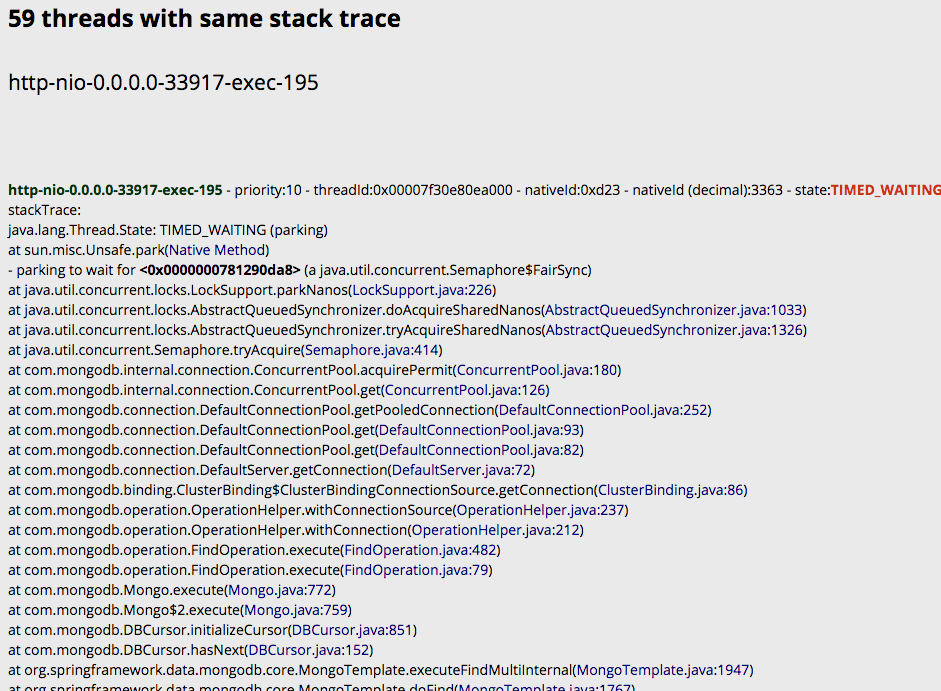 59 threads with same stack trace
http-nio-0.0.0.0-33917-exec-195
http-nio-0.0.0.0-33917-exec-195 - priority:10 - threadId:0x00007f30e80ea000 - nativeId:0xd23 - nativeId (decimal):3363 - state:TIMED_WAITING
stackTrace:
java.lang.Thread.State: TIMED_WAITING (parking)
at sun.misc.Unsafe.park(Native Method)
- parking to wait for <0x0000000781290da8> (a java.util.concurrent.Semaphore$FairSync)
at java.util.concurrent.locks.LockSupport.parkNanos(LockSupport.java:226)
at java.util.concurrent.locks.AbstractQueuedSynchronizer.doAcquireSharedNanos(AbstractQueuedSynchronizer.java:1033)
at java.util.concurrent.locks.AbstractQueuedSynchronizer.tryAcquireSharedNanos(AbstractQueuedSynchronizer.java:1326)
at java.util.concurrent.Semaphore.tryAcquire(Semaphore.java:414)
at com.mongodb.internal.connection.ConcurrentPool.acquirePermit(ConcurrentPool.java:180)
at com.mongodb.internal.connection.ConcurrentPool.get(ConcurrentPool.java:126)
at com.mongodb.connection.DefaultConnectionPool.getPooledConnection(DefaultConnectionPool.java:252)
at com.mongodb.connection.DefaultConnectionPool.get(DefaultConnectionPool.java:93)
at com.mongodb.connection.DefaultConnectionPool.get(DefaultConnectionPool.java:82)
at com.mongodb.connection.DefaultServer.getConnection(DefaultServer.java:72)
at com.mongodb.binding.ClusterBinding$ClusterBindingConnectionSource.getConnection(ClusterBinding.java:86)
at com.mongodb.operation.OperationHelper.withConnectionSource(OperationHelper.java:237)
at com.mongodb.operation.OperationHelper.withConnection(OperationHelper.java:212)
at com.mongodb.operation.FindOperation.execute(FindOperation.java:482)
at com.mongodb.operation.FindOperation.execute(FindOperation.java:79)
at com.mongodb.Mongo.execute(Mongo.java:772)
at com.mongodb.Mongo$2.execute(Mongo.java:759)
at com.mongodb.DBCursor.initializeCursor(DBCursor.java:851)
at com.mongodb.DBCursor.hasNext(DBCursor.java:152)
at org.springframework.data.mongodb.core.MongoTemplate.executeFindMultiInternal(MongoTemplate.java:1947)
at org.springframework.data.mongodb.core.MongoTemplate.doFind(MongoTemplate.java:1767)